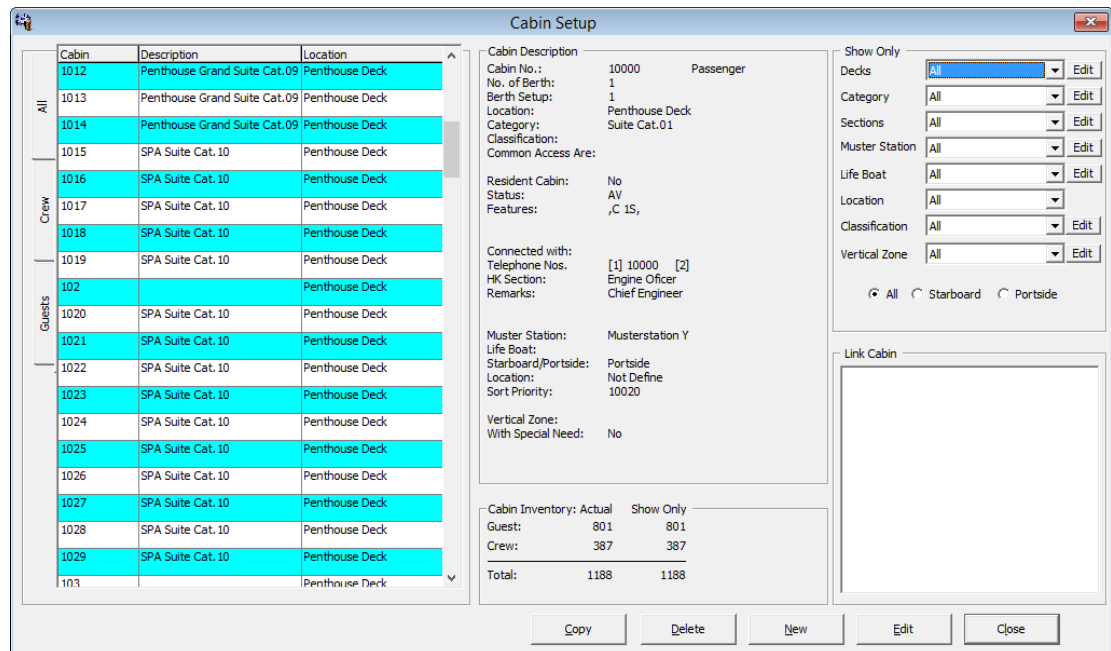 Cabin Setup
All
Crew
Guests
Cabin Description Location
1012 Penthouse Grand Suite Cat.09 Penthouse Deck
1013 Penthouse Grand Suite Cat.09 Penthouse Deck
1014 Penthouse Grand Suite Cat.09 Penthouse Deck
1015 SPA Suite Cat.10 Penthouse Deck
1016 SPA Suite Cat.10 Penthouse Deck
1017 SPA Suite Cat.10 Penthouse Deck
1018 SPA Suite Cat.10 Penthouse Deck
1019 SPA Suite Cat.10 Penthouse Deck
102 Penthouse Deck
1020 SPA Suite Cat.10 Penthouse Deck
1021 SPA Suite Cat.10 Penthouse Deck
1022 SPA Suite Cat.10 Penthouse Deck
1023 SPA Suite Cat.10 Penthouse Deck
1024 SPA Suite Cat.10 Penthouse Deck
1025 SPA Suite Cat.10 Penthouse Deck
1026 SPA Suite Cat.10 Penthouse Deck
1027 SPA Suite Cat.10 Penthouse Deck
1028 SPA Suite Cat.10 Penthouse Deck
1029 SPA Suite Cat.10 Penthouse Deck
103 Penthouse Deck
Cabin Description
Cabin No.: 10000 Passenger
No. of Berth: 1
Berth Setup: 1
Location: Penthouse Deck
Category: Suite Cat.01
Classification:
Common Access Are:
Resident Cabin: No
Status: AV
Features: ,C 1S,
Connected with:
Telephone Nos. [1] 10000 [2]
HK Section: Engine Oficer
Remarks: Chief Engineer
Muster Station: Musterstation Y
Life Boat:
Starboard/Portside: Portside
Location: Not Define
Sort Priority: 10020
Vertical Zone:
With Special Need: No
Cabin Inventory: Actual Show Only
Guest: 801 801
Crew: 387 387
Total: 1188 1188
Show Only
Decks All Edit
Category All Edit
Sections All Edit
Muster Station All Edit
Life Boat All Edit
Location All
Classification All Edit
Vertical Zone All Edit
All Starboard Portside
Link Cabin
Copy Delete New Edit Close